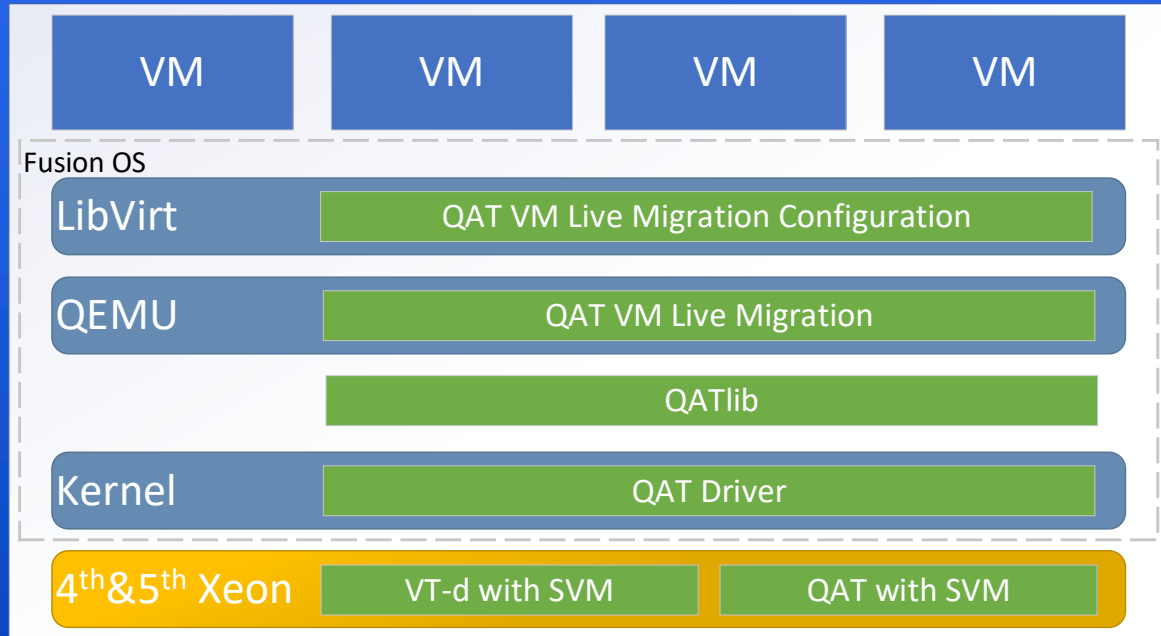 VM VM VM VM
Fusion OS
LibVirt QAT VM Live Migration Configuration
QEMU QAT VM Live Migration
QATlib
Kernel QAT Driver
4th&5th Xeon VT-d with SVM QAT with SVM